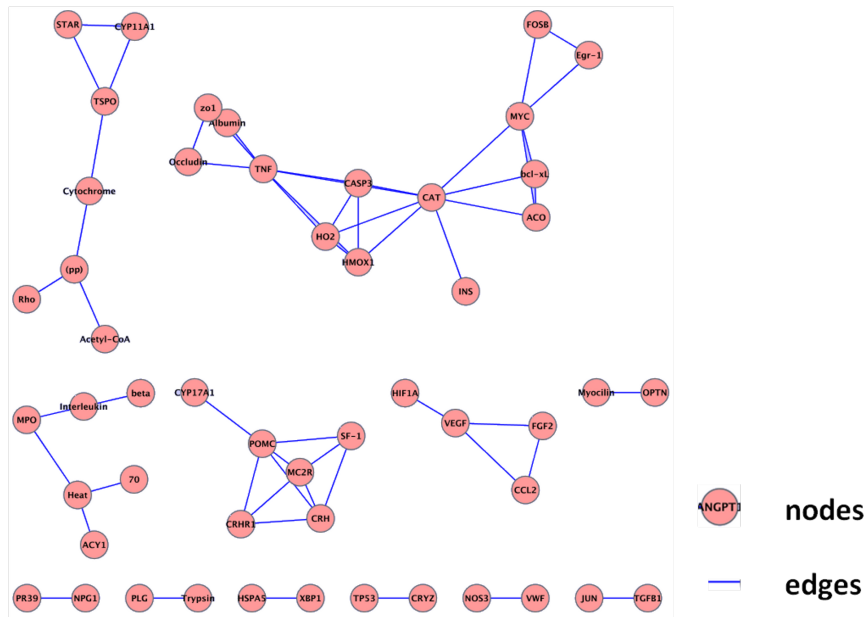 STAR
CYP11A1
FOSB
Egr-1
TSPO
zo1
Albumin
MYC
Occludin
TNF
CASP3
bcl-xL
Cytochrome
CAT
ACO
HO2
HMOX1
(pp)
Rho
INS
Acetyl-CoA
beta
Interleukin
MPO
CYP17A1
HIF1A
Myocilin
OPTN
POMC
SF-1
VEGF
FGF2
MC2R
70
Heat
CCL2
CRHR1
CRH
ACY1
ANGPT1
nodes
edges
PR39
NPG1
PLG
Trypsin
HSPA5
XBP1
TP53
CRYZ
NOS3
VWF
JUN
TGFB1